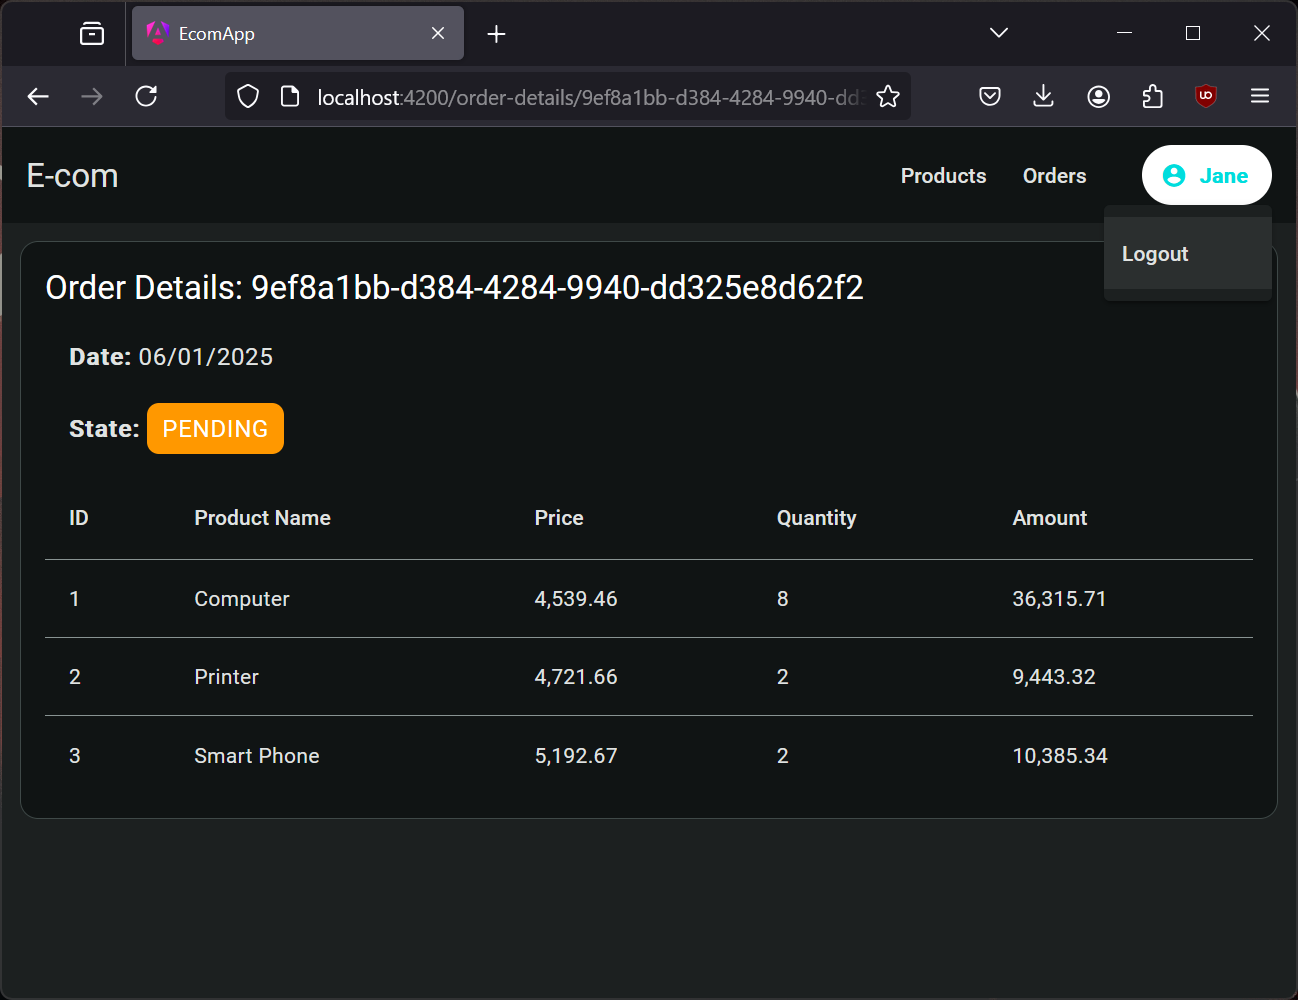 EcomApp
localhost:4200/order-details/9ef8a1bb-d384-4284-9940-dd3
E-com
Products Orders Jane
Logout
Order Details: 9ef8a1bb-d384-4284-9940-dd325e8d62f2
Date: 06/01/2025
State: PENDING
ID Product Name Price Quantity Amount
1 Computer 4,539.46 8 36,315.71
2 Printer 4,721.66 2 9,443.32
3 Smart Phone 5,192.67 2 10,385.34